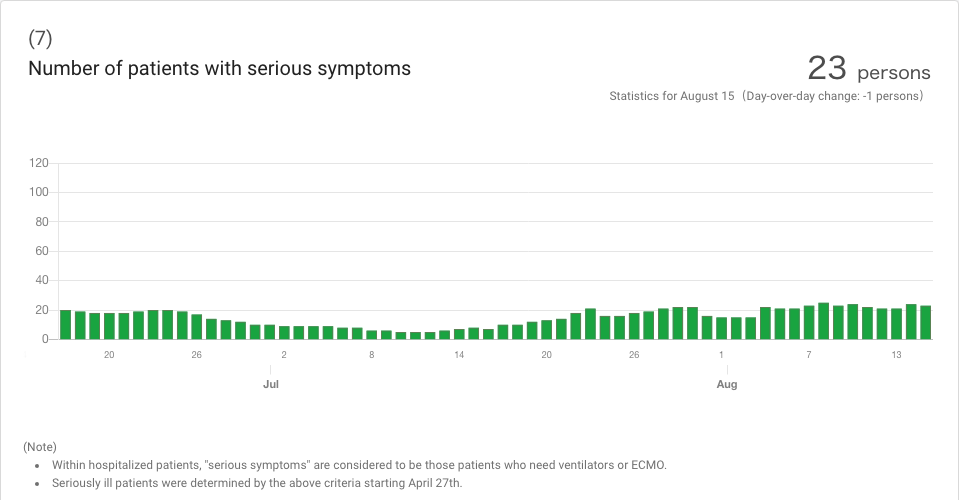 (7)
Number of patients with serious symptoms
23 persons
Statistics for August 15 (Day-over-day change: -1 persons)
120
100
80
60
40
20
0
20 26 2 8 14 20 26 1 7 13
Jul Aug
(Note)
• Within hospitalized patients, "serious symptoms" are considered to be those patients who need ventilators or ECMO.
• Seriously ill patients were determined by the above criteria starting April 27th.